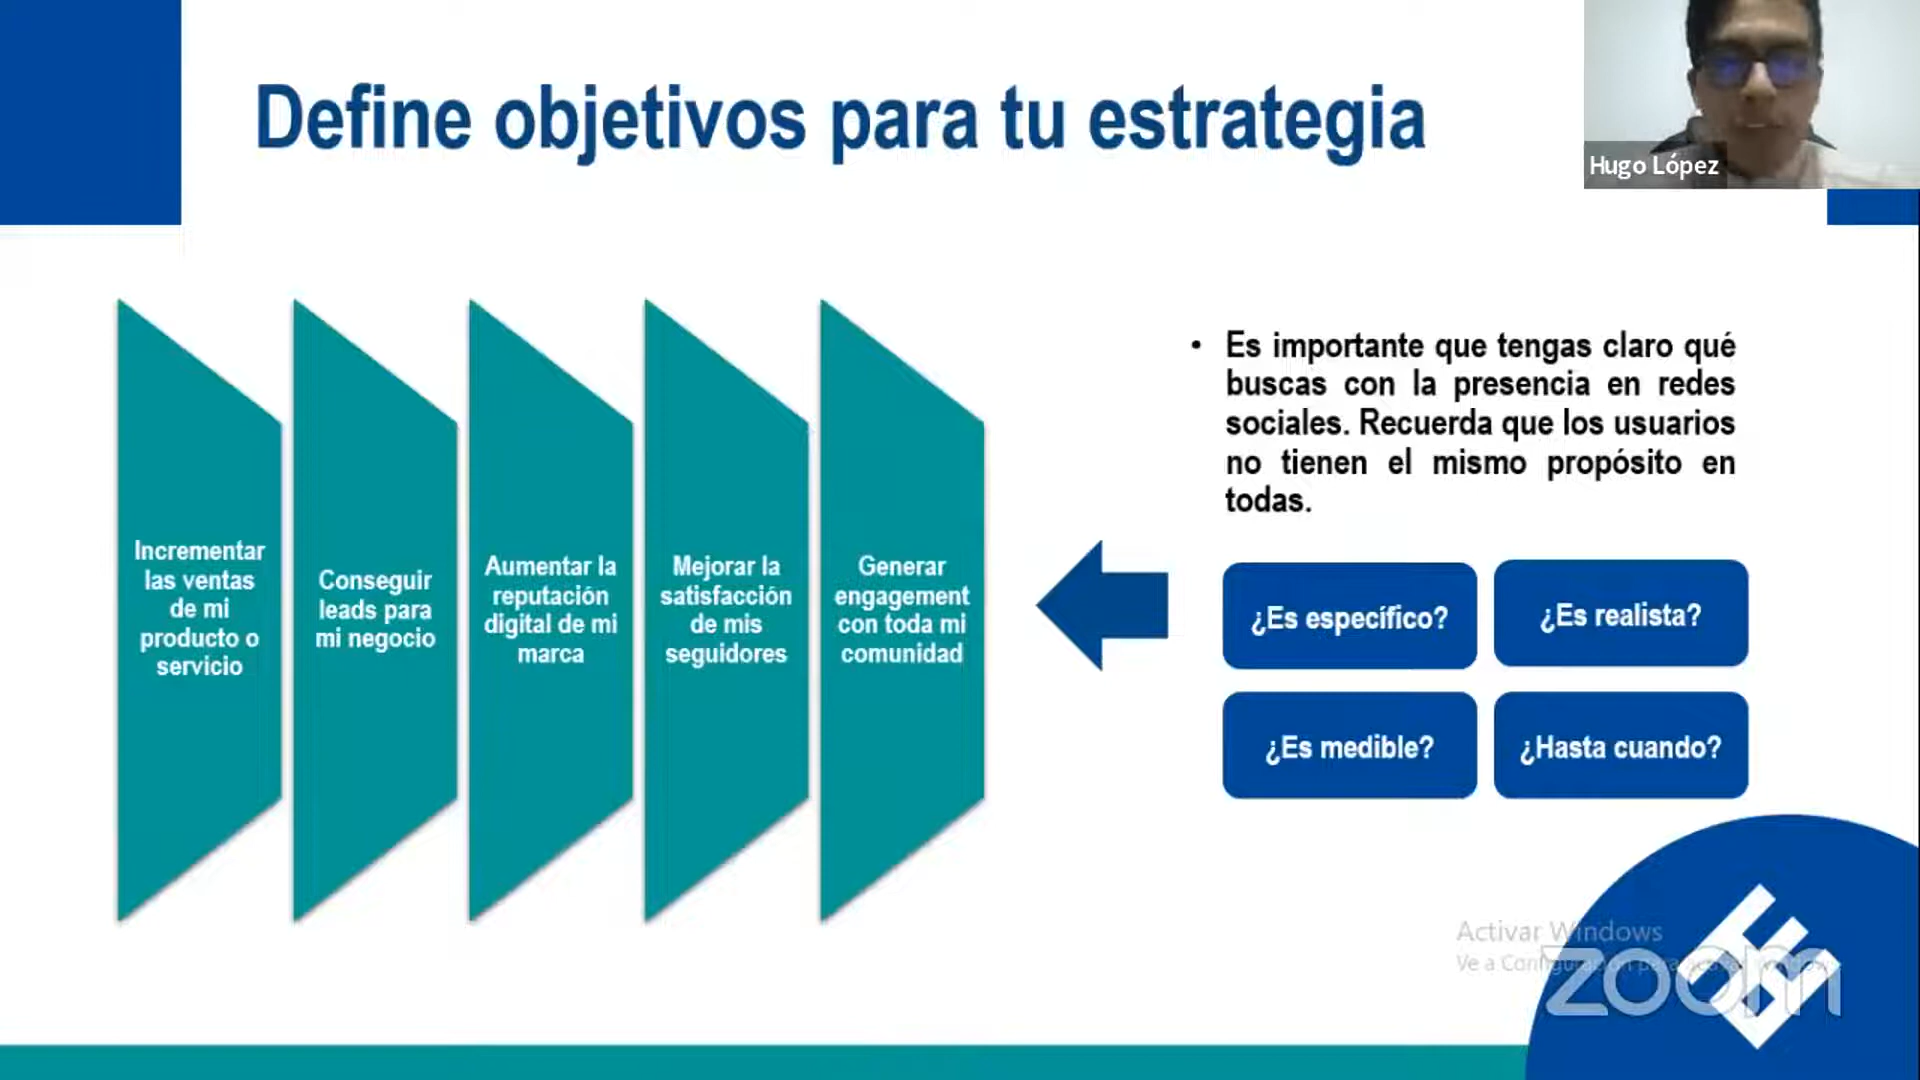 Define objetivos para tu estrategia
Hugo López
Incrementar
las ventas
de mi
producto o
servicio
Conseguir
leads para
mi negocio
Aumentar la
reputación
digital de mi
marca
Mejorar la
satisfacción
de mis
seguidores
Generar
engagement
con toda mi
comunidad
• Es importante que tengas claro qué
buscas con la presencia en redes
sociales. Recuerda que los usuarios
no tienen el mismo propósito en
todas.
¿Es específico?
¿Es realista?
¿Es medible?
¿Hasta cuando?
Activar Windows
Ve a Configuración para
zoom